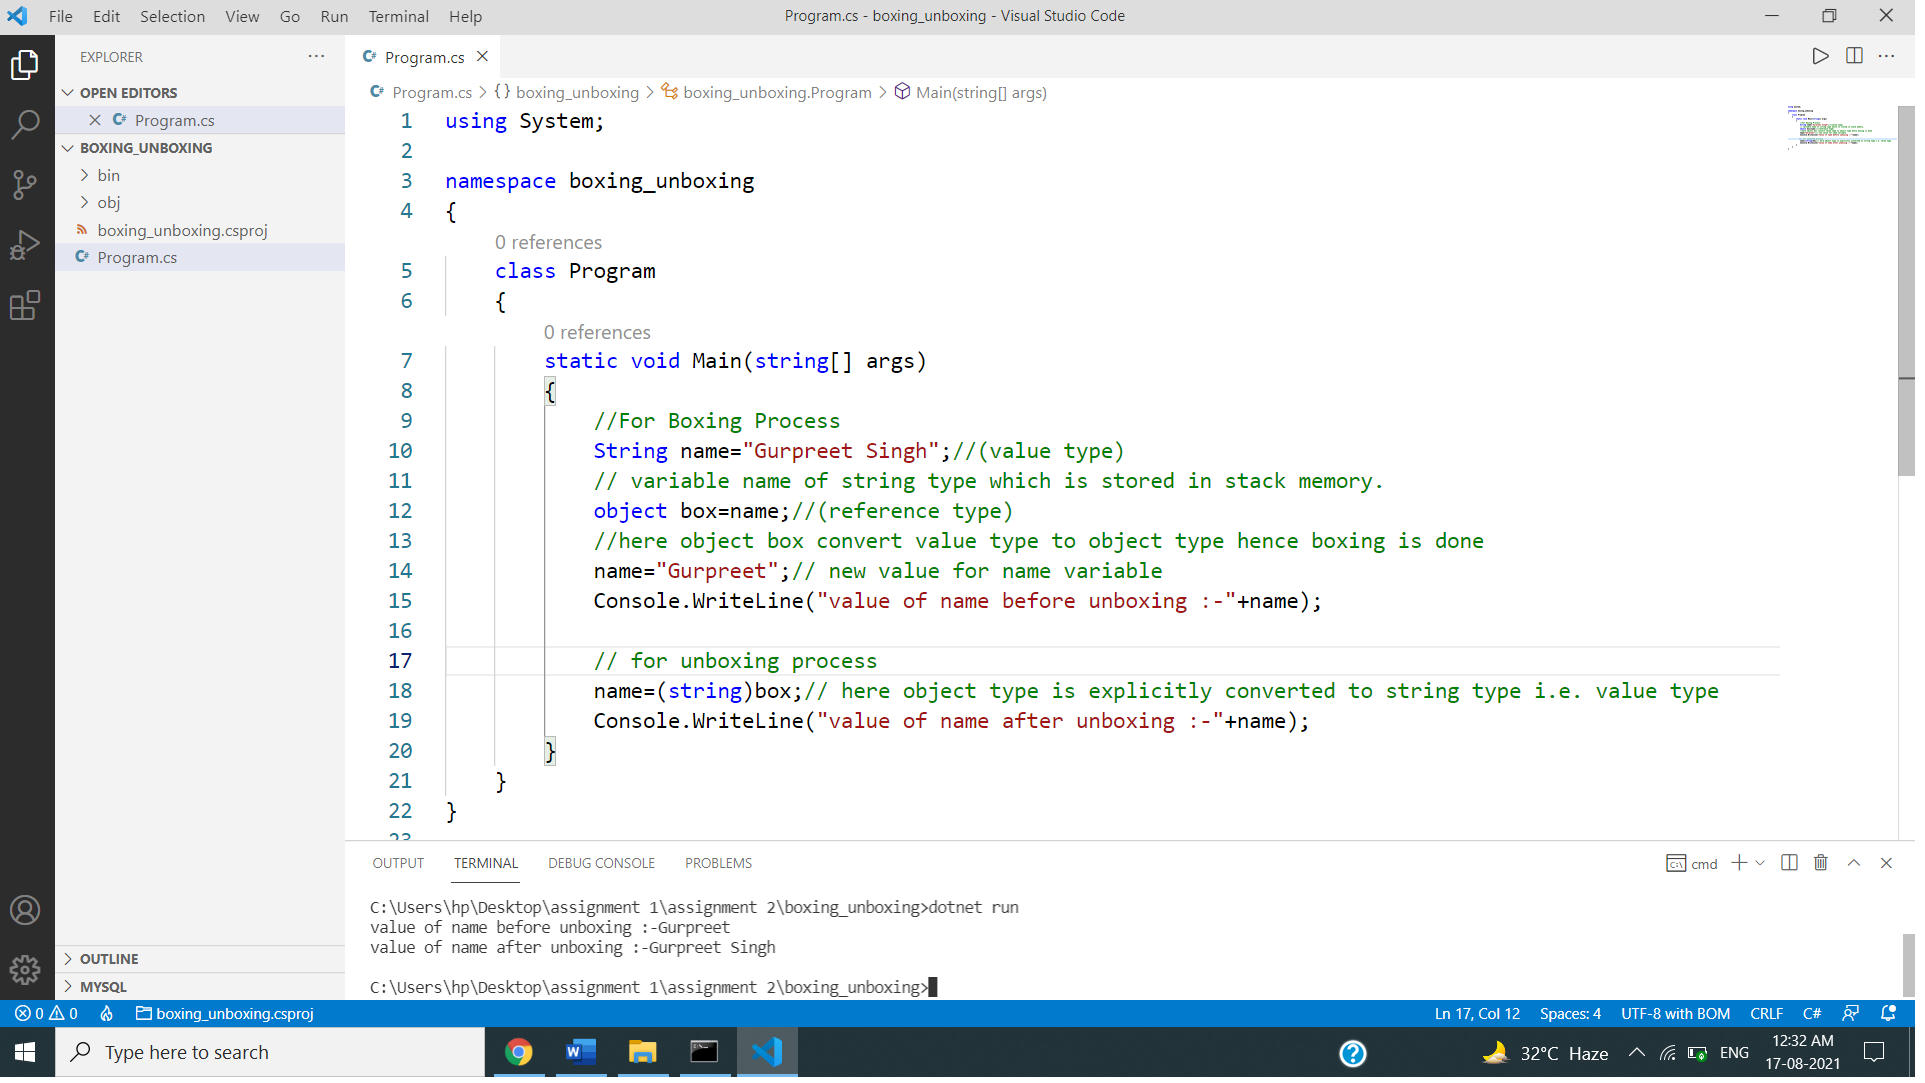 File Edit Selection View Go Run Terminal Help
Program.cs - boxing_unboxing - Visual Studio Code
EXPLORER
OPEN EDITORS
Program.cs
BOXING_UNBOXING
bin
obj
boxing_unboxing.csproj
Program.cs
OUTLINE
MYSQL
Program.cs
Program.cs > {} boxing_unboxing > boxing_unboxing.Program > Main(string[] args)
1 using System;
2
3 namespace boxing_unboxing
4 {
0 references
5 class Program
6 {
0 references
7 static void Main(string[] args)
8 {
9 //For Boxing Process
10 String name="Gurpreet Singh";//(value type)
11 // variable name of string type which is stored in stack memory.
12 object box=name;//(reference type)
13 //here object box convert value type to object type hence boxing is done
14 name="Gurpreet";// new value for name variable
15 Console.WriteLine("value of name before unboxing :-"+name);
16
17 // for unboxing process
18 name=(string)box;// here object type is explicitly converted to string type i.e. value type
19 Console.WriteLine("value of name after unboxing :-"+name);
20 }
21 }
22 }
23
OUTPUT TERMINAL DEBUG CONSOLE PROBLEMS
cmd
C:\Users\hp\Desktop\assignment 1\assignment 2\boxing_unboxing>dotnet run
value of name before unboxing :-Gurpreet
value of name after unboxing :-Gurpreet Singh
C:\Users\hp\Desktop\assignment 1\assignment 2\boxing_unboxing>
0 0 boxing_unboxing.csproj
Ln 17, Col 12 Spaces: 4 UTF-8 with BOM CRLF C#
Type here to search
32°C Haze
ENG
12:32 AM
17-08-2021